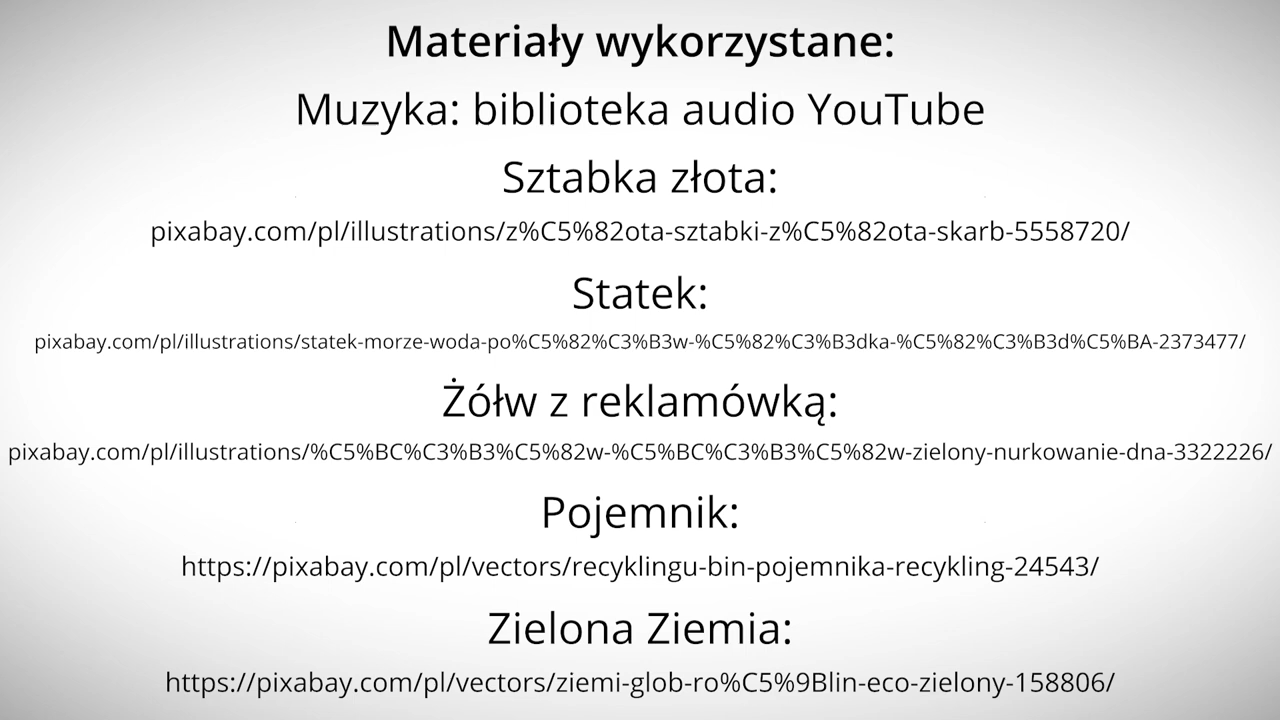 Materiały wykorzystane:
Muzyka: biblioteka audio YouTube
Sztabka złota:
pixabay.com/pl/illustrations/z%C5%82ota-sztabki-z%C5%82ota-skarb-5558720/
Statek:
pixabay.com/pl/illustrations/statek-morze-woda-po%C5%82%C3%B3w-%C5%82%C3%B3dka-%C5%82%C3%B3d%C5%BA-2373477/
Żółw z reklamówką:
pixabay.com/pl/illustrations/%C5%BC%C3%B3%C5%82w-%C5%BC%C3%B3%C5%82w-zielony-nurkowanie-dna-3322226/
Pojemnik:
https://pixabay.com/pl/vectors/recyklingu-bin-pojemnika-recykling-24543/
Zielona Ziemia:
https://pixabay.com/pl/vectors/ziemi-glob-ro%C5%9Blin-eco-zielony-158806/